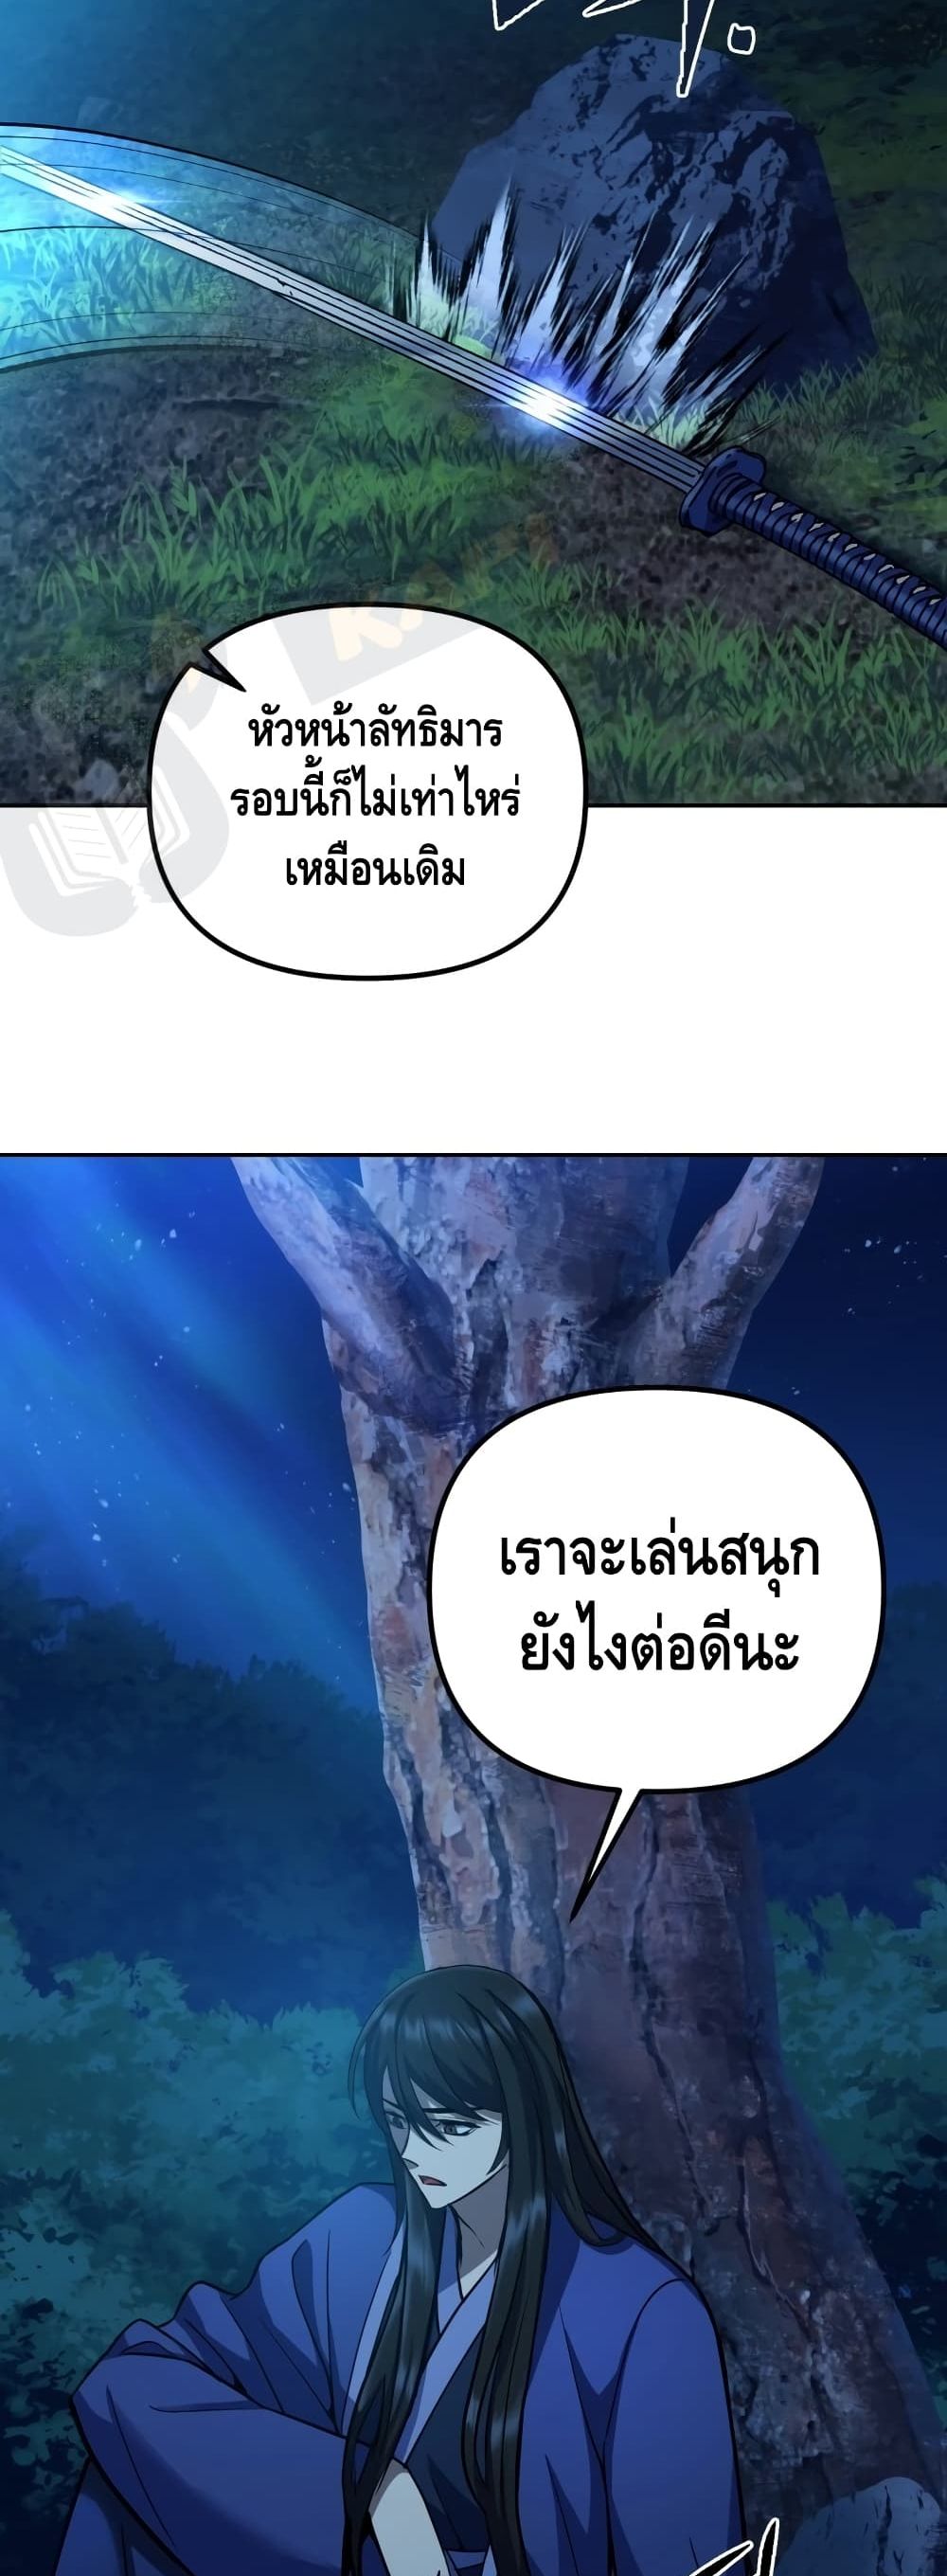 หัวหน้าลัทธิมาร
รอบนี้ก็ไม่เท่าไหร่
เหมือนเดิม
เราจะเล่นสนุก
ยังไงต่อดีนะ